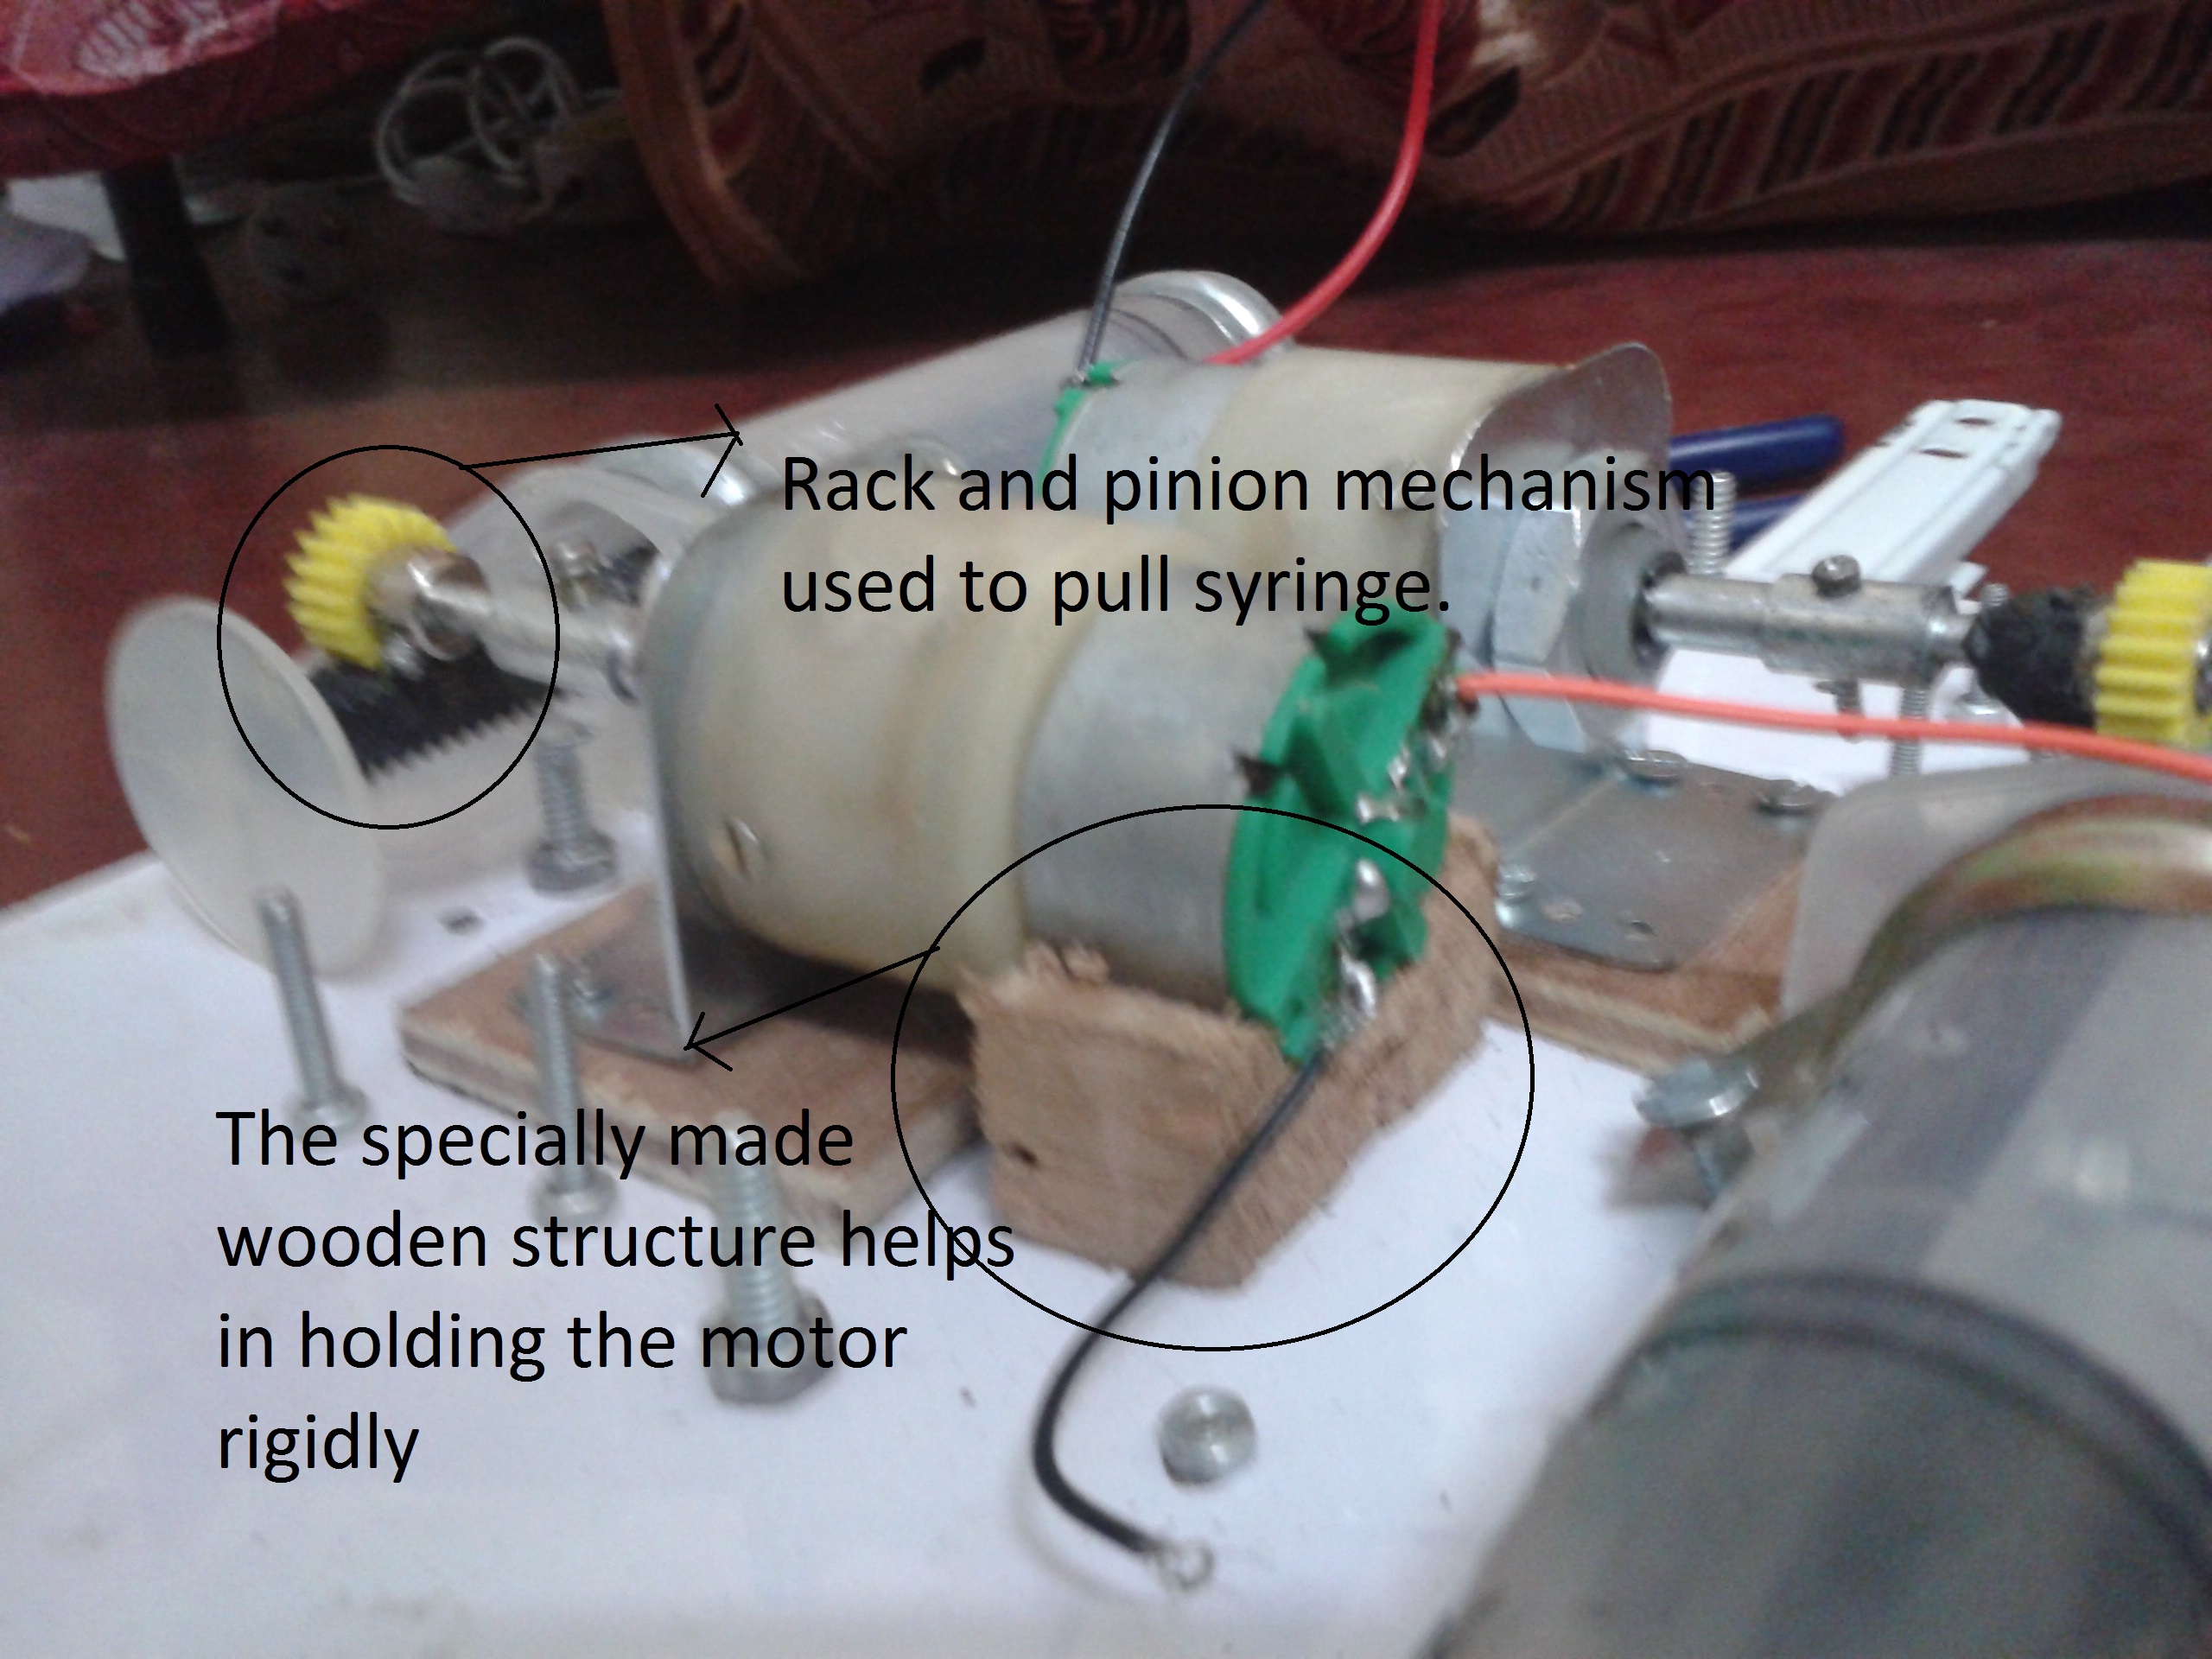 Rack and pinion mechanism
used to pull syringe.
The specially made
wooden structure helps
in holding the motor
rigidly